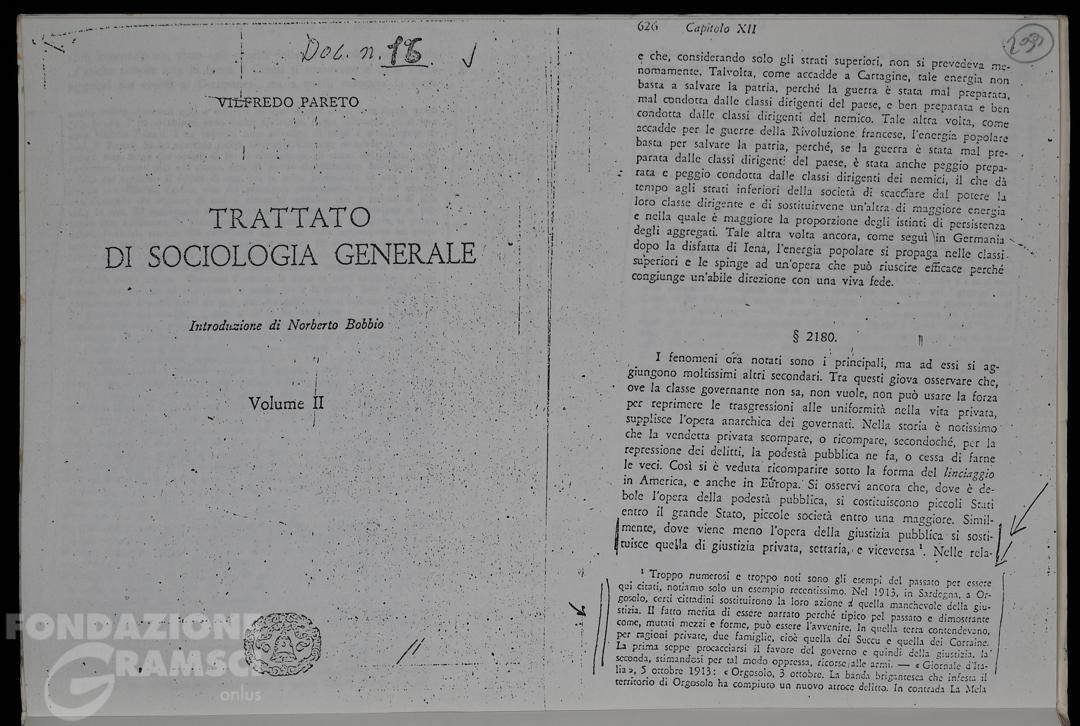 Doc. n. 18
VILFREDO PARETO
TRATTATO
DI SOCIOLOGIA GENERALE
Introduzione di Norberto Bobbio
Volume II
FONDAZIONE
GRAMSCI
onlus
626 Capitolo XII
e che, considerando solo gli strati superiori, non si prevedeva me-
nomamente. Talvolta, come accadde a Cartagine, tale energia non
basta a salvare la patria, perché la guerra è stata mal preparata,
mal condotta dalle classi dirigenti del paese, e ben preparata e ben
condotta dalle classi dirigenti del nemico. Tale altra volta, come
accadde per le guerre della Rivoluzione francese, l'energia popolare
basta per salvare la patria, perché, se la guerra è stata mal pre-
parata dalle classi dirigenti del paese, è stata anche peggio prepa-
rata e peggio condotta dalle classi dirigenti dei nemici, il che dà
tempo agli strati inferiori della società di scacciare dal potere la
loro classe dirigente e di sostituirvene un'altra di maggiore energia
e nella quale è maggiore la proporzione degli istinti di persistenza
degli aggregati. Tale altra volta ancora, come seguì in Germania
dopo la disfatta di Iena, l'energia popolare si propaga nelle classi
superiori e le spinge ad un'opera che può riuscire efficace perché
congiunge un'abile direzione con una viva fede.
§ 2180.
I fenomeni ora notati sono i principali, ma ad essi si ag-
giungono moltissimi altri secondari. Tra questi giova osservare che,
ove la classe governante non sa, non vuole, non può usare la forza
per reprimere le trasgressioni alle uniformità nella vita privata,
supplisce l'opera anarchica dei governati. Nella storia è notissimo
che la vendetta privata scompare, o ricompare, secondoché, per la
repressione dei delitti, la podestà pubblica ne fa, o cessa di farne
le veci. Così si è veduta ricomparire sotto la forma del linciaggio
in America, e anche in Europa. Si osservi ancora che, dove è de-
bole l'opera della podestà pubblica, si costituiscono piccoli Stati
entro il grande Stato, piccole società entro una maggiore. Simil-
mente, dove viene meno l'opera della giustizia pubblica si sosti-
tuisce quella di giustizia privata, settaria, e viceversa ¹. Nelle rela-
¹ Troppo numerosi e troppo noti sono gli esempi del passato per essere
qui citati, notiamo solo un esempio recentissimo. Nel 1913, in Sardegna, a Or-
gosolo, certi cittadini sostituirono la loro azione a quella manchevole della giu-
stizia. Il fatto merita di essere narrato perché tipico pel passato e dimostrante
come, mutati mezzi e forme, può essere l'avvenire. In quella terra contendevano,
per ragioni private, due famiglie, cioè quella dei Succu e quella dei Corraine.
La prima seppe procacciarsi il favore del governo e quindi della giustizia, la
seconda, stimandosi per tal modo oppressa, ricorse alle armi. — « Giornale d'Ita-
lia », 5 ottobre 1913: « Orgosolo, 3 ottobre. La banda brigantesca che infesta il
territorio di Orgosolo ha compiuto un nuovo atroce delitto. In contrada La Mela